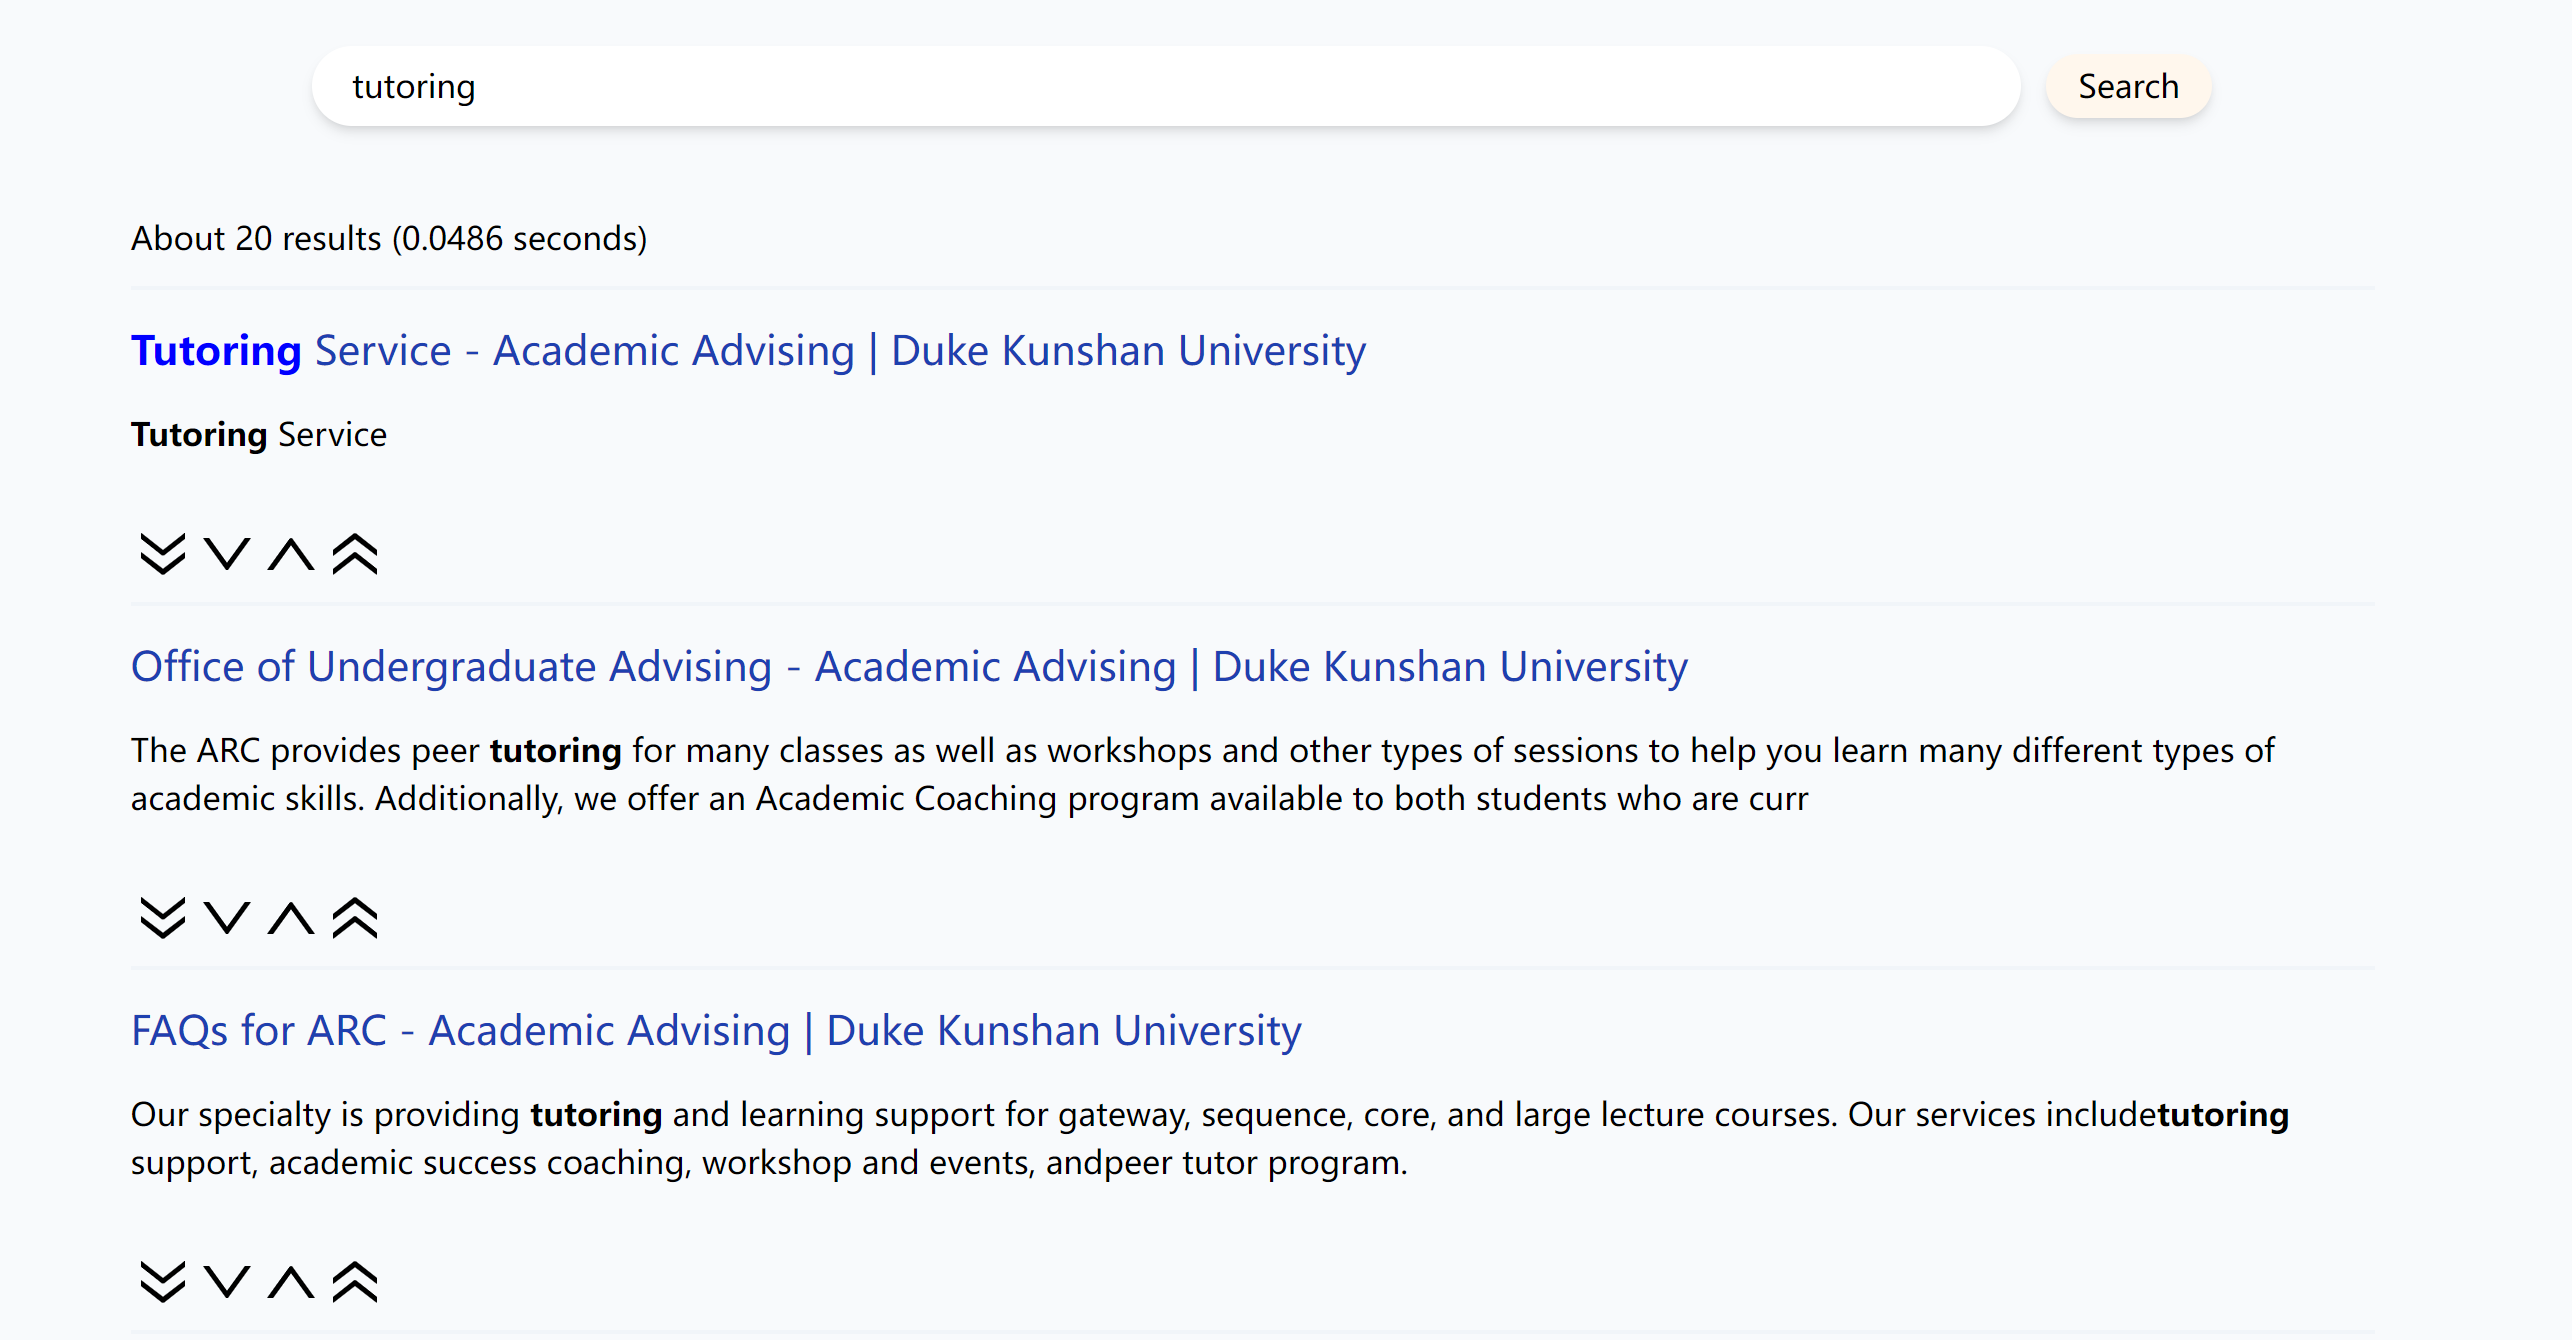 tutoring
Search
About 20 results (0.0486 seconds)
Tutoring Service - Academic Advising | Duke Kunshan University
Tutoring Service
Office of Undergraduate Advising - Academic Advising | Duke Kunshan University
The ARC provides peer tutoring for many classes as well as workshops and other types of sessions to help you learn many different types of
academic skills. Additionally, we offer an Academic Coaching program available to both students who are curr
FAQs for ARC - Academic Advising | Duke Kunshan University
Our specialty is providing tutoring and learning support for gateway, sequence, core, and large lecture courses. Our services includetutoring
support, academic success coaching, workshop and events, andpeer tutor program.